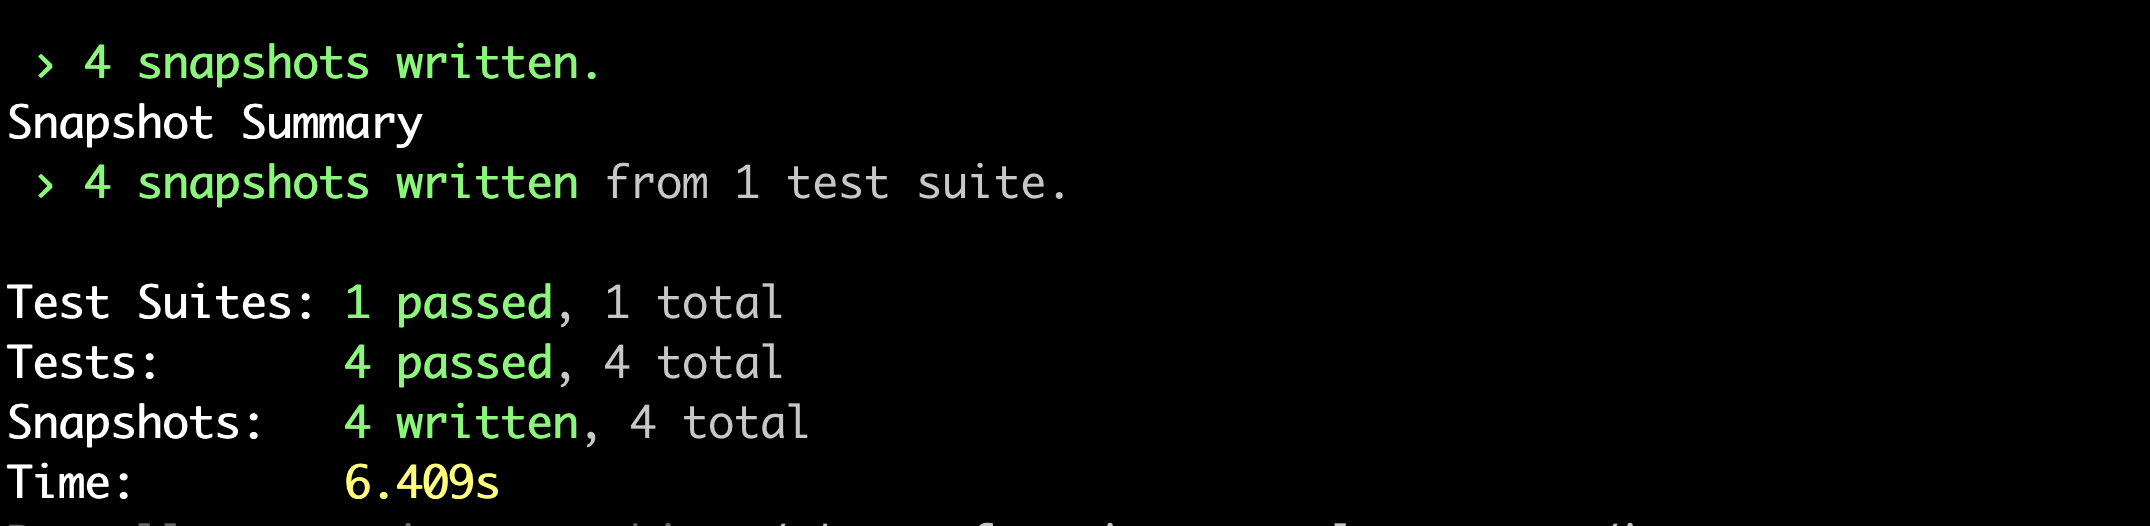 › 4 snapshots written.
Snapshot Summary
› 4 snapshots written from 1 test suite.
Test Suites: 1 passed, 1 total
Tests: 4 passed, 4 total
Snapshots: 4 written, 4 total
Time: 6.409s